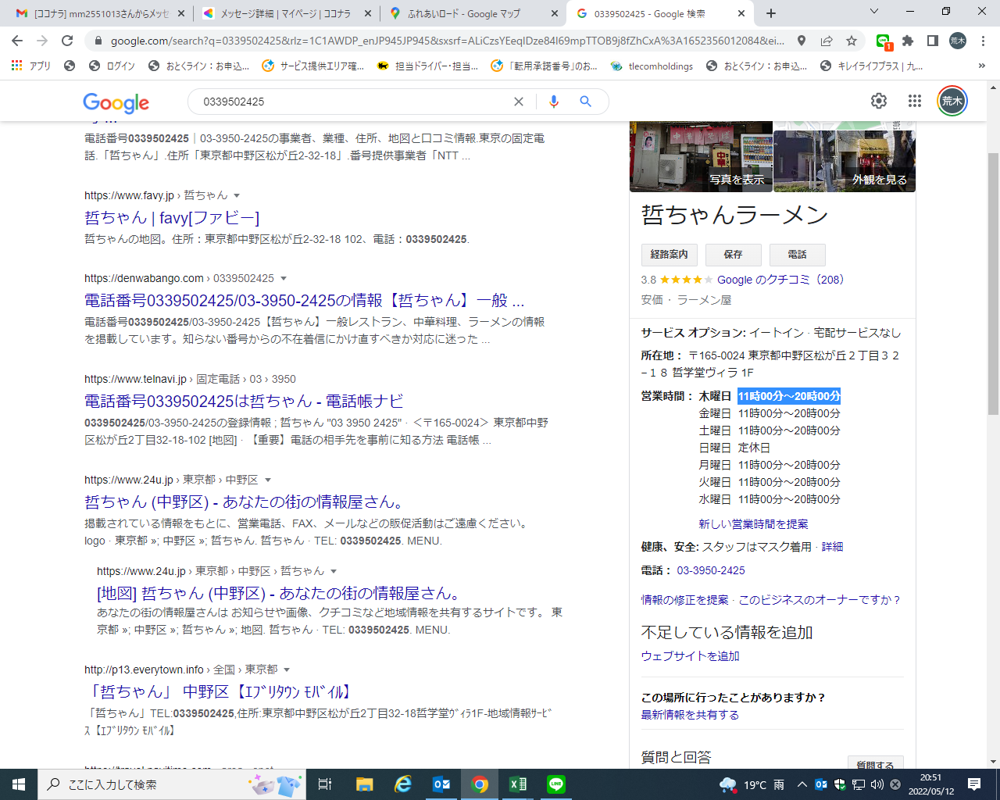 [ココナラ] mm2551013さんからメッセ
メッセージ詳細 | マイページ | ココナラ
ふれあいロード - Google マップ
0339502425 - Google 検索
google.com/search?q=0339502425&rlz=1C1AWDP_enJP945JP945&sxsrf=ALiCzsYEeqIDze84I69mpTTOB9j8fZhCxA%3A1652356012084&ei...
1
荒木
アプリ
ログイン
おとくライン：お申込...
サービス提供エリア確...
担当ドライバー・担当...
「転用承諾番号」のお...
tlecomholdings
おとくライン：お申込...
キレイライフプラス | 九...
»
Google
0339502425
荒木
電話番号0339502425｜03-3950-2425の事業者、業種、住所、地図と口コミ情報.東京の固定電
話.「哲ちゃん」.住所「東京都中野区松が丘2-32-18」.番号提供事業者「NTT ...
https://www.favy.jp › 哲ちゃん
哲ちゃん | favy[ファビー]
哲ちゃんの地図。住所：東京都中野区松が丘2-32-18 102、電話：0339502425.
https://denwabango.com › 0339502425
電話番号0339502425/03-3950-2425の情報【哲ちゃん】一般 ...
電話番号0339502425/03-3950-2425【哲ちゃん】一般レストラン、中華料理、ラーメンの情報
を掲載しています。知らない番号からの不在着信にかけ直すべきか対応に迷った ...
https://www.telnavi.jp › 固定電話 › 03 › 3950
電話番号0339502425は哲ちゃん - 電話帳ナビ
0339502425/03-3950-2425の登録情報 ; 哲ちゃん "03 3950 2425" · ＜〒165-0024＞ 東京都中野
区松が丘2丁目32-18-102 [地図] · 【重要】電話の相手先を事前に知る方法 電話帳 ...
https://www.24u.jp › 東京都 › 中野区
哲ちゃん (中野区) - あなたの街の情報屋さん。
掲載されている情報をもとに、営業電話、FAX、メールなどの販促活動はご遠慮ください。
logo · 東京都 »; 中野区 »; 哲ちゃん. 哲ちゃん · TEL: 0339502425. MENU.
https://www.24u.jp › 東京都 › 中野区 › 哲ちゃん
[地図] 哲ちゃん (中野区) - あなたの街の情報屋さん。
あなたの街の情報屋さんは お知らせや画像、クチコミなど地域情報を共有するサイトです。 東
京都 »; 中野区 »; 哲ちゃん »; 地図. 哲ちゃん · TEL: 0339502425. MENU.
http://p13.everytown.info › 全国 › 東京都
「哲ちゃん」 中野区【ｴﾌﾞﾘﾀｳﾝ ﾓﾊﾞｲﾙ】
「哲ちゃん」TEL:0339502425,住所:東京都中野区松が丘2丁目32-18哲学堂ｳﾞｨﾗ1F-地域情報ｻｰﾋﾞ
ｽ【ｴﾌﾞﾘﾀｳﾝ ﾓﾊﾞｲﾙ】
写真を表示
外観を見る
哲ちゃんラーメン
経路案内
保存
電話
3.8 Google のクチコミ（208）
安価 · ラーメン屋
サービス オプション: イートイン · 宅配サービスなし
所在地： 〒165-0024 東京都中野区松が丘２丁目３２
−１８ 哲学堂ヴィラ 1F
営業時間： 木曜日 11時00分～20時00分
金曜日 11時00分～20時00分
土曜日 11時00分～20時00分
日曜日 定休日
月曜日 11時00分～20時00分
火曜日 11時00分～20時00分
水曜日 11時00分～20時00分
新しい営業時間を提案
健康、安全: スタッフはマスク着用 · 詳細
電話： 03-3950-2425
情報の修正を提案 · このビジネスのオーナーですか？
不足している情報を追加
ウェブサイトを追加
この場所に行ったことがありますか？
最新情報を共有する
質問と回答
質問する
ここに入力して検索
19°C 雨
20:51
2022/05/12